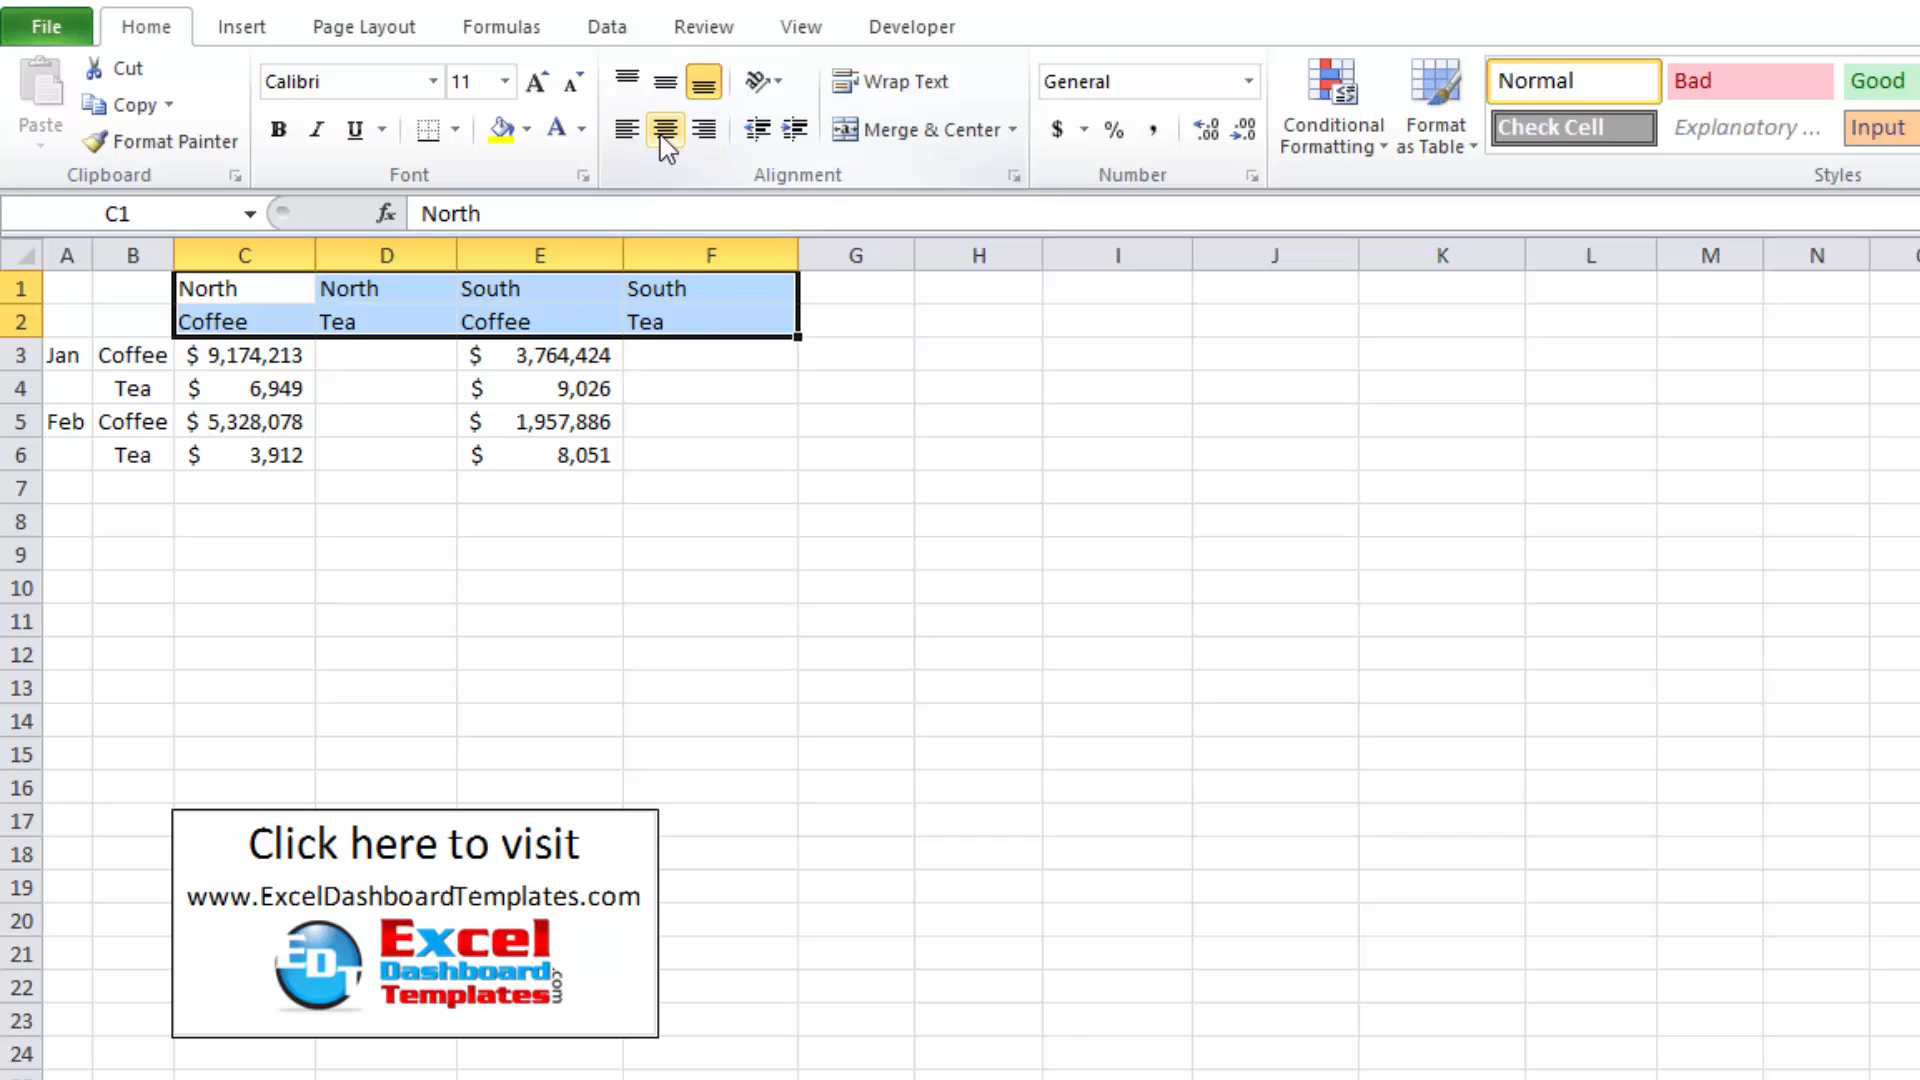 File Home Insert Page Layout Formulas Data Review View Developer
Cut
Copy
Format Painter
Paste
Clipboard
Calibri 11
B I U
Font
Wrap Text
Merge & Center
Alignment
General
$ % ,
Number
Conditional Formatting
Format as Table
Normal Bad Good
Check Cell Explanatory ... Input
Styles
C1 fx North
A B C D E F G H I J K L M N
1 North North South South
2 Coffee Tea Coffee Tea
3 Jan Coffee $ 9,174,213 $ 3,764,424
4 Tea $ 6,949 $ 9,026
5 Feb Coffee $ 5,328,078 $ 1,957,886
6 Tea $ 3,912 $ 8,051
7
8
9
10
11
12
13
14
15
16
17
18
19
20
21
22
23
24
Click here to visit
www.ExcelDashboardTemplates.com
EDT
Excel
Dashboard
Templates.com